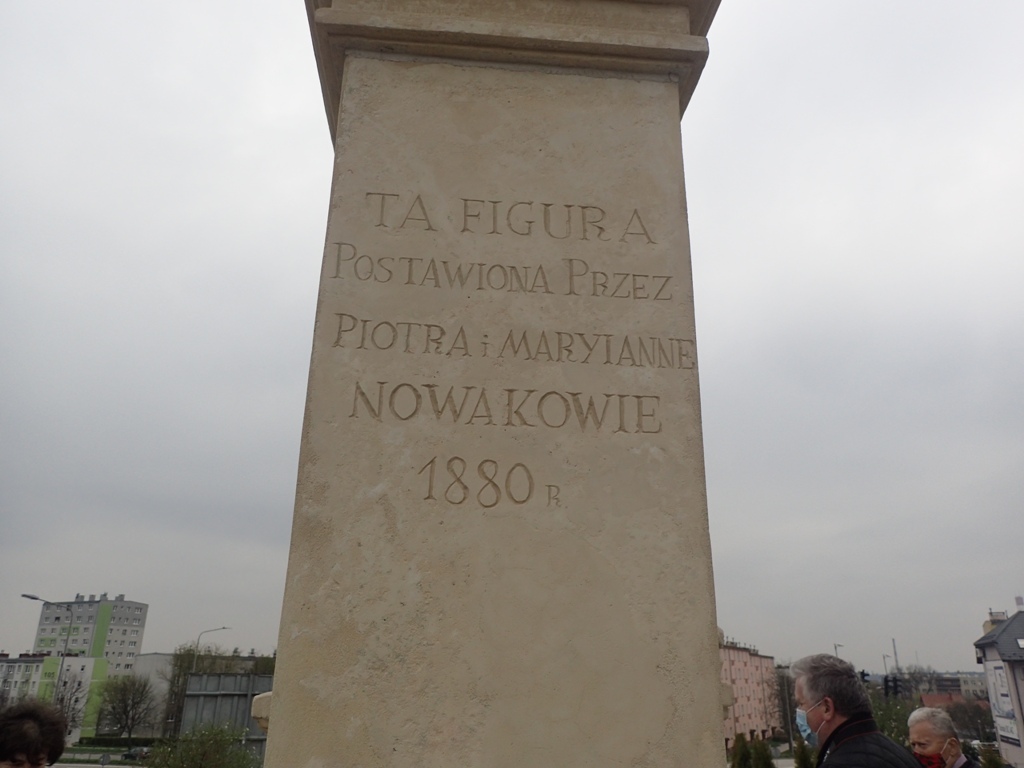 TA FIGURA
POSTAWIONA PRZEZ
PIOTRA i MARYIANNE
NOWAKOWIE
1880 R